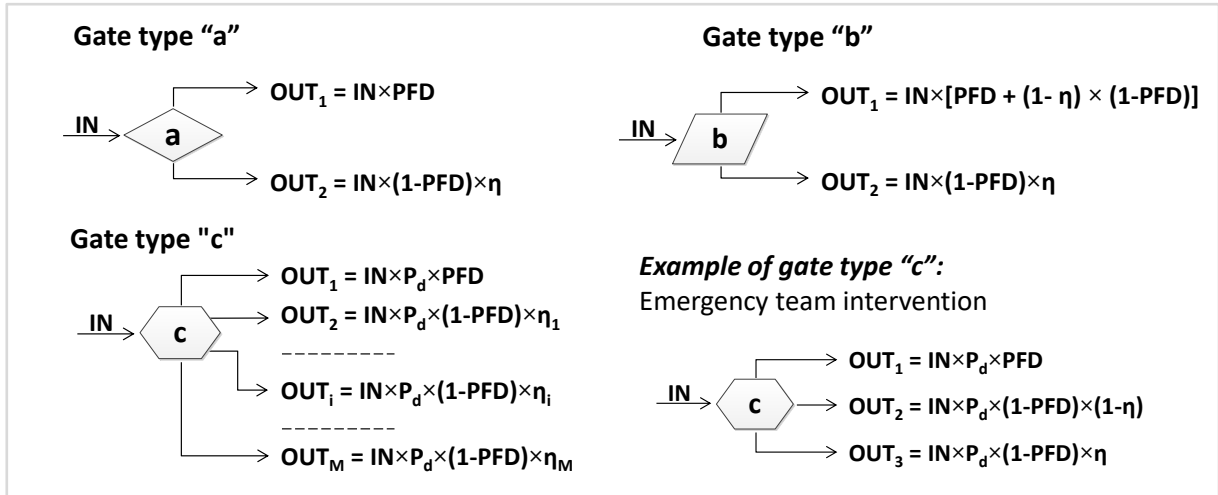 Gate type “a”
IN
a
OUT₁ = IN×PFD
OUT₂ = IN×(1-PFD)×η
Gate type “b”
IN
b
OUT₁ = IN×[PFD + (1- η) × (1-PFD)]
OUT₂ = IN×(1-PFD)×η
Gate type "c"
IN
c
OUT₁ = IN×P_d×PFD
OUT₂ = IN×P_d×(1-PFD)×η₁
_ _ _ _ _ _ _ _ _
OUTᵢ = IN×P_d×(1-PFD)×ηᵢ
_ _ _ _ _ _ _ _ _
OUT_M = IN×P_d×(1-PFD)×η_M
Example of gate type “c”:
Emergency team intervention
IN
c
OUT₁ = IN×P_d×PFD
OUT₂ = IN×P_d×(1-PFD)×(1-η)
OUT₃ = IN×P_d×(1-PFD)×η